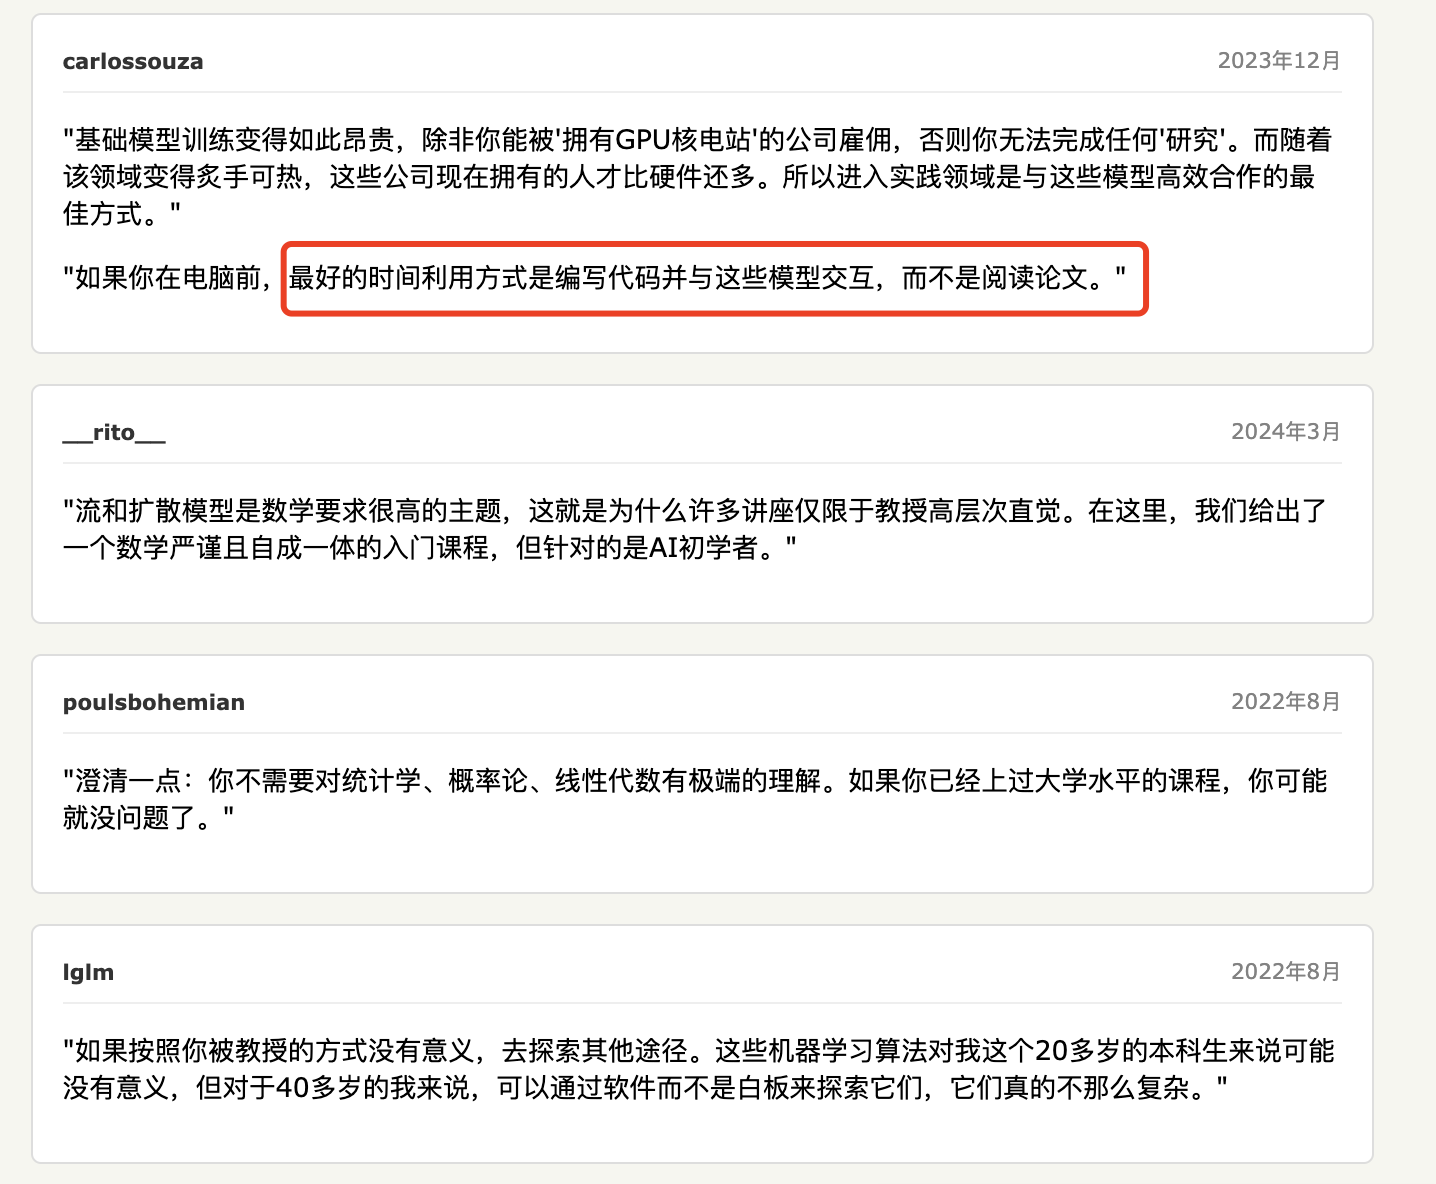 carlossouza
2023年12月
"基础模型训练变得如此昂贵，除非你能被'拥有GPU核电站'的公司雇佣，否则你无法完成任何'研究'。而随着
该领域变得炙手可热，这些公司现在拥有的人才比硬件还多。所以进入实践领域是与这些模型高效合作的最
佳方式。"
"如果你在电脑前，最好的时间利用方式是编写代码并与这些模型交互，而不是阅读论文。"
__rito__
2024年3月
"流和扩散模型是数学要求很高的主题，这就是为什么许多讲座仅限于教授高层次直觉。在这里，我们给出了
一个数学严谨且自成一体的入门课程，但针对的是AI初学者。"
poulsbohemian
2022年8月
"澄清一点：你不需要对统计学、概率论、线性代数有极端的理解。如果你已经上过大学水平的课程，你可能
就没问题了。"
lglm
2022年8月
"如果按照你被教授的方式没有意义，去探索其他途径。这些机器学习算法对我这个20多岁的本科生来说可能
没有意义，但对于40多岁的我来说，可以通过软件而不是白板来探索它们，它们真的不那么复杂。"